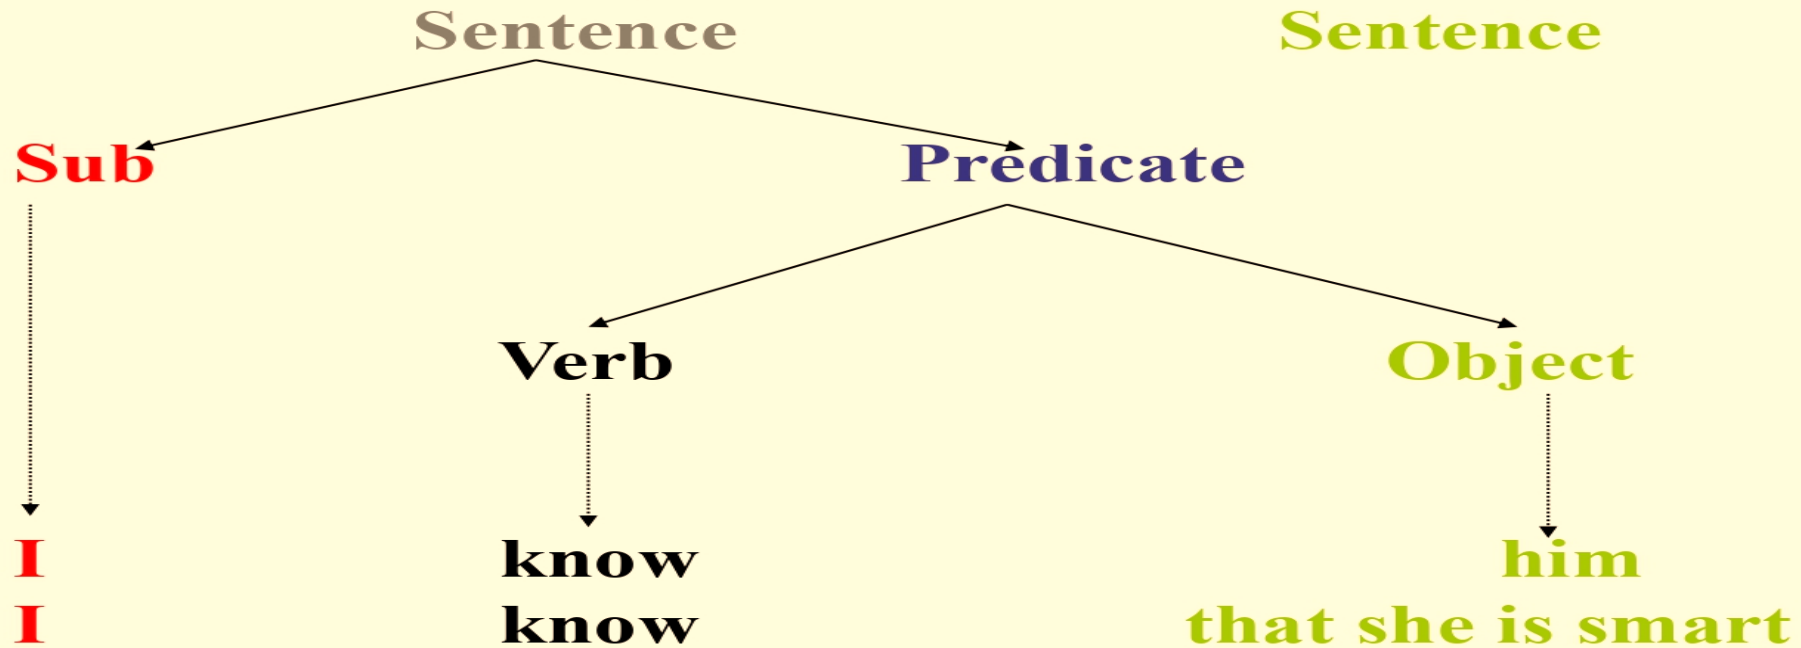 Sentence Sentence
Sub Predicate
Verb Object
I know him
I know that she is smart